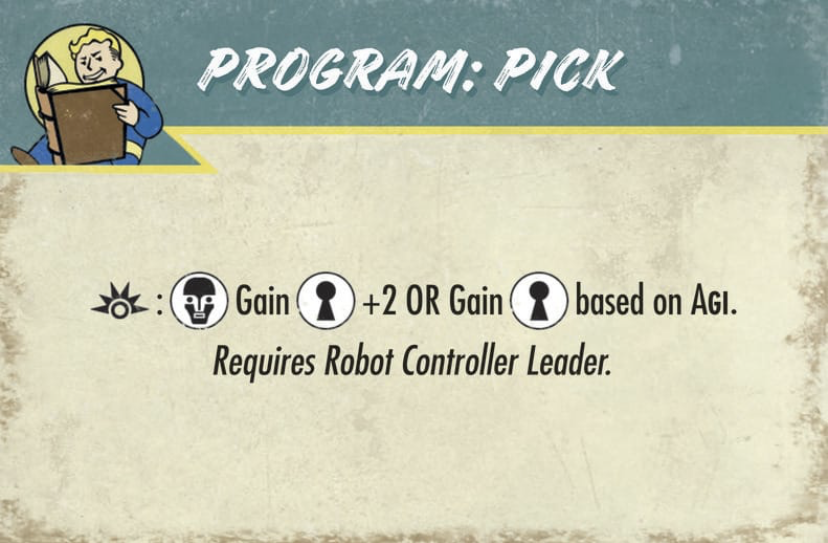 PROGRAM: PICK
: Gain +2 OR Gain based on AGI.
Requires Robot Controller Leader.